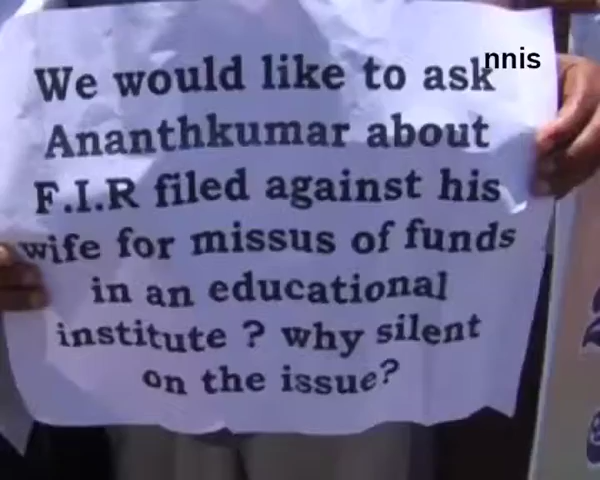 nnis
We would like to ask
Ananthkumar about
F.I.R filed against his
wife for missus of funds
in an educational
institute ? why silent
on the issue?